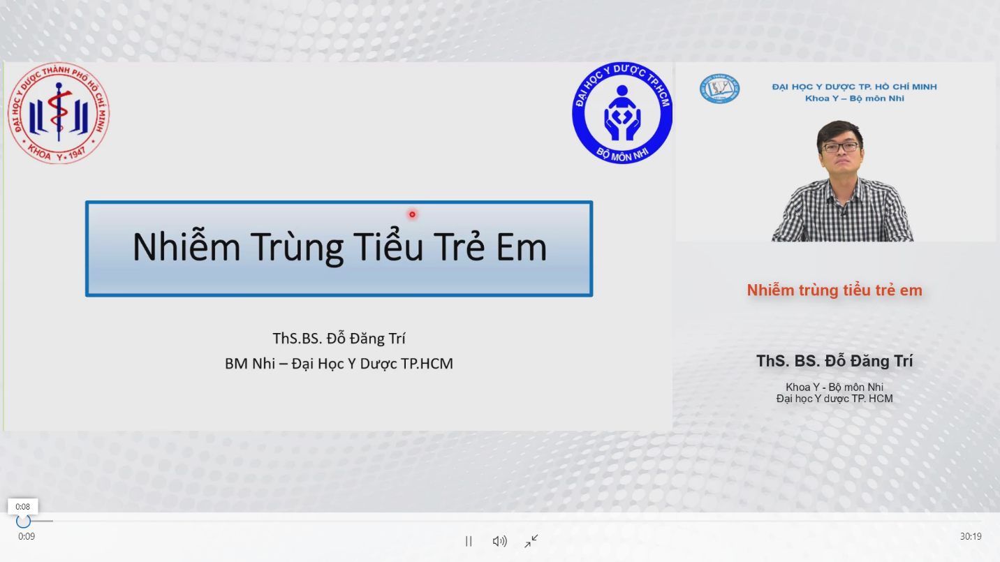 ĐẠI HỌC Y DƯỢC THÀNH PHỐ HỒ CHÍ MINH
KHOA Y • 1947
ĐẠI HỌC Y DƯỢC TP.HCM
BỘ MÔN NHI
Nhiễm Trùng Tiểu Trẻ Em
ThS.BS. Đỗ Đăng Trí
BM Nhi – Đại Học Y Dược TP.HCM
ĐẠI HỌC Y DƯỢC TP. HỒ CHÍ MINH
Khoa Y – Bộ môn Nhi
Nhiễm trùng tiểu trẻ em
ThS. BS. Đỗ Đăng Trí
Khoa Y - Bộ môn Nhi
Đại học Y dược TP. HCM
0:08
0:09
30:19